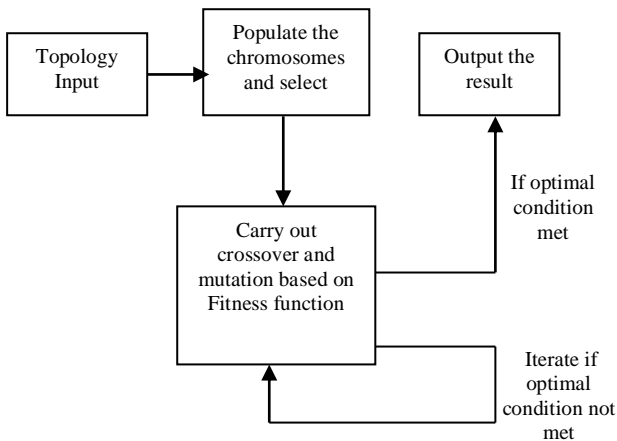 Topology
Input
Populate the
chromosomes
and select
Output the
result
If optimal
condition
met
Carry out
crossover and
mutation based on
Fitness function
Iterate if
optimal
condition not
met